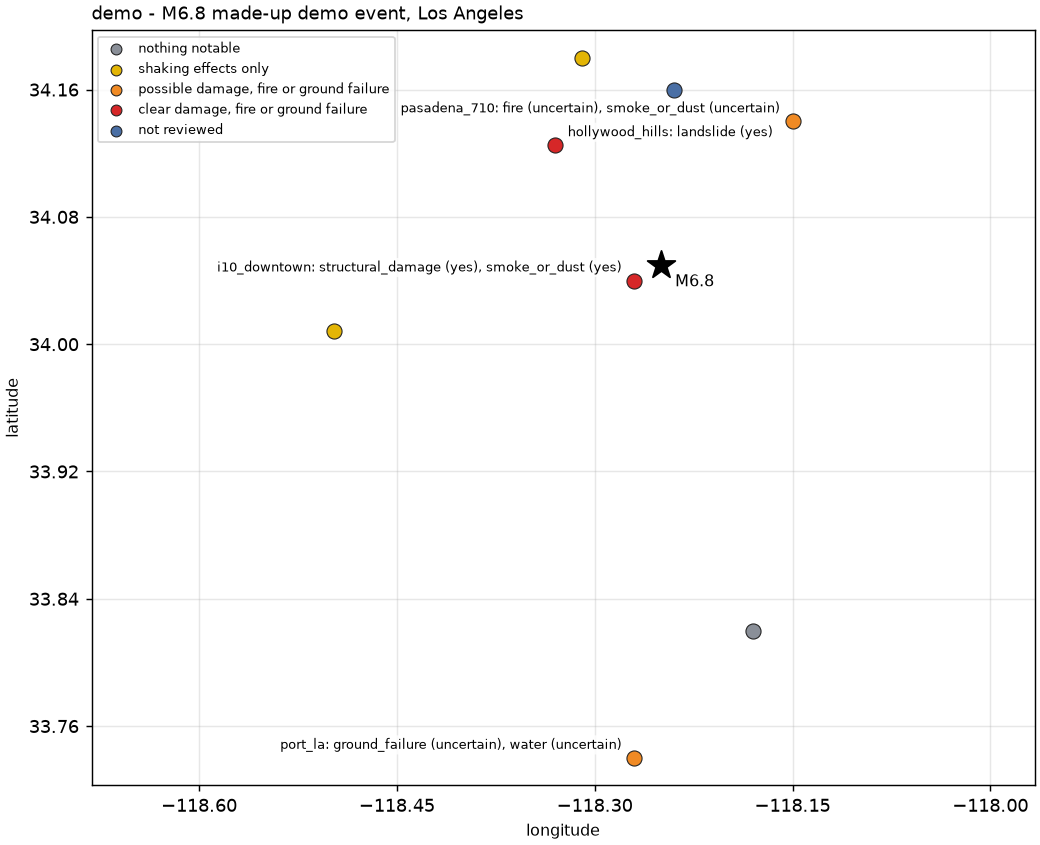 demo - M6.8 made-up demo event, Los Angeles
nothing notable
shaking effects only
possible damage, fire or ground failure
clear damage, fire or ground failure
not reviewed
pasadena_710: fire (uncertain), smoke_or_dust (uncertain)
hollywood_hills: landslide (yes)
i10_downtown: structural_damage (yes), smoke_or_dust (yes)
M6.8
port_la: ground_failure (uncertain), water (uncertain)
34.16
34.08
34.00
33.92
33.84
33.76
latitude
−118.60
−118.45
−118.30
−118.15
−118.00
longitude